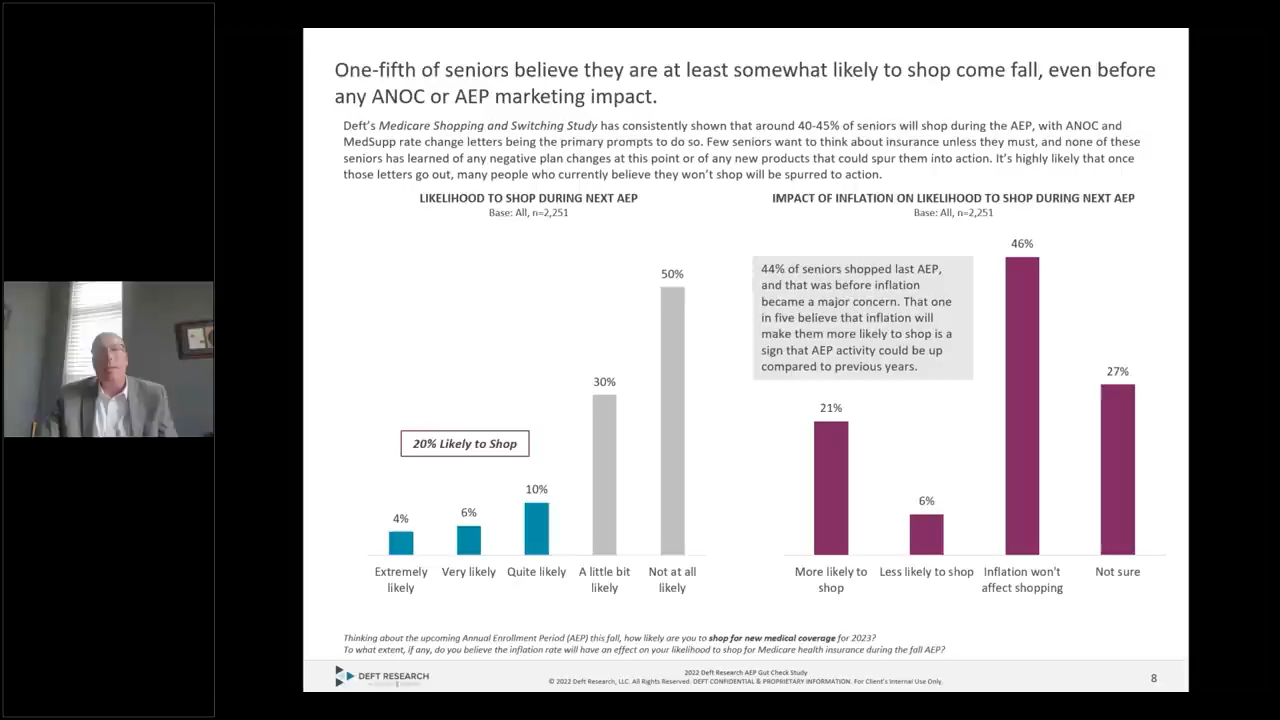 One-fifth of seniors believe they are at least somewhat likely to shop come fall, even before
any ANOC or AEP marketing impact.
Deft's Medicare Shopping and Switching Study has consistently shown that around 40-45% of seniors will shop during the AEP, with ANOC and
MedSupp rate change letters being the primary prompts to do so. Few seniors want to think about insurance unless they must, and none of these
seniors has learned of any negative plan changes at this point or of any new products that could spur them into action. It's highly likely that once
those letters go out, many people who currently believe they won't shop will be spurred to action.
LIKELIHOOD TO SHOP DURING NEXT AEP
Base: All, n=2,251
50%
30%
20% Likely to Shop
10%
6%
4%
Extremely likely
Very likely
Quite likely
A little bit likely
Not at all likely
IMPACT OF INFLATION ON LIKELIHOOD TO SHOP DURING NEXT AEP
Base: All, n=2,251
46%
44% of seniors shopped last AEP,
and that was before inflation
became a major concern. That one
in five believe that inflation will
make them more likely to shop is a
sign that AEP activity could be up
compared to previous years.
27%
21%
6%
More likely to shop
Less likely to shop
Inflation won't affect shopping
Not sure
Thinking about the upcoming Annual Enrollment Period (AEP) this fall, how likely are you to shop for new medical coverage for 2023?
To what extent, if any, do you believe the inflation rate will have an effect on your likelihood to shop for Medicare health insurance during the fall AEP?
DEFT RESEARCH
2022 Deft Research AEP Gut Check Study
© 2022 Deft Research, LLC. All Rights Reserved. DEFT CONFIDENTIAL & PROPRIETARY INFORMATION. For Client's Internal Use Only.
8